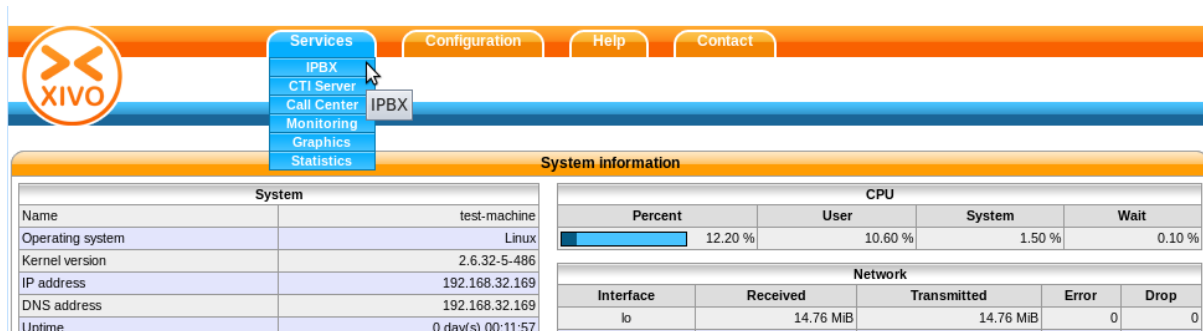 Services Configuration Help Contact
XIVO
IPBX
CTI Server
Call Center
IPBX
Monitoring
Graphics
Statistics
System information
System
Name test-machine
Operating system Linux
Kernel version 2.6.32-5-486
IP address 192.168.32.169
DNS address 192.168.32.169
Uptime 0 day(s) 00:11:57
CPU
Percent User System Wait
12.20 % 10.60 % 1.50 % 0.10 %
Network
Interface Received Transmitted Error Drop
lo 14.76 MiB 14.76 MiB 0 0